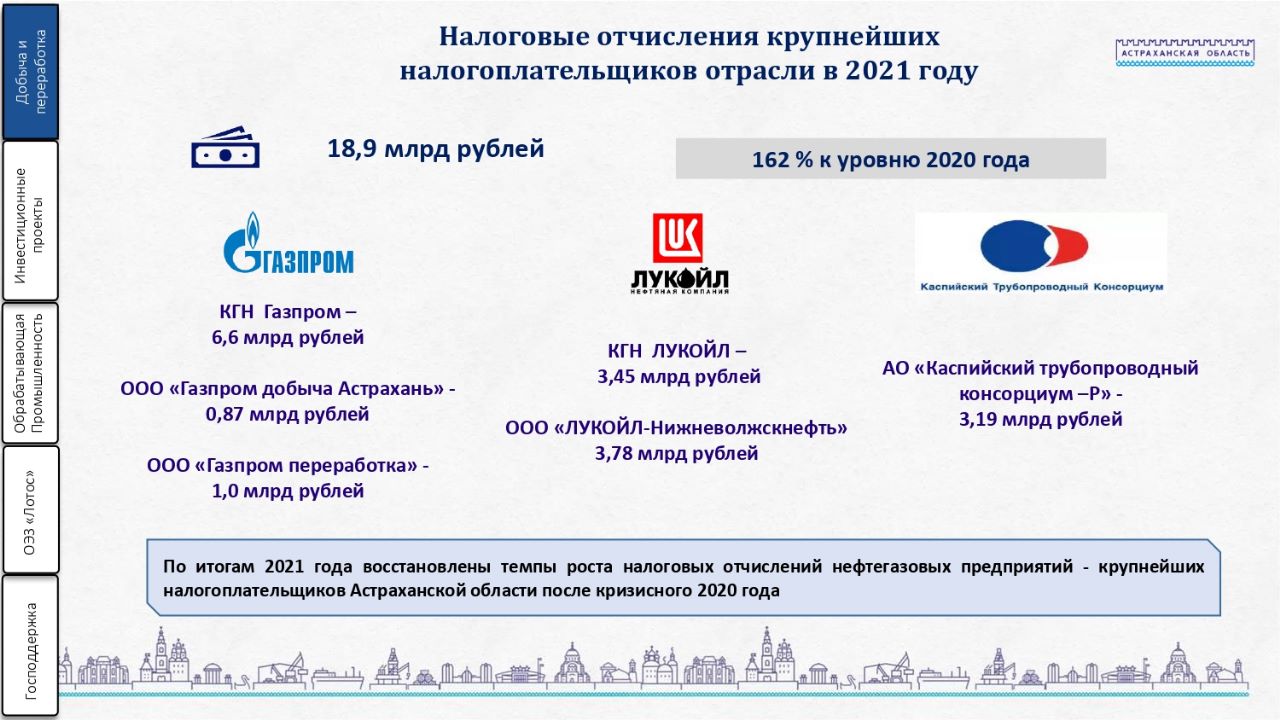 Добыча и
переработка
Инвестиционные
проекты
Обрабатывающая
Промышленность
ОЭЗ «Лотос»
Господдержка
Налоговые отчисления крупнейших
налогоплательщиков отрасли в 2021 году
АСТРАХАНСКАЯ ОБЛАСТЬ
18,9 млрд рублей
162 % к уровню 2020 года
ГАЗПРОМ
КГН Газпром –
6,6 млрд рублей
ООО «Газпром добыча Астрахань» -
0,87 млрд рублей
ООО «Газпром переработка» -
1,0 млрд рублей
LUK
ЛУКОЙЛ
НЕФТЯНАЯ КОМПАНИЯ
КГН ЛУКОЙЛ –
3,45 млрд рублей
ООО «ЛУКОЙЛ-Нижневолжскнефть»
3,78 млрд рублей
Каспийский Трубопроводный Консорциум
АО «Каспийский трубопроводный
консорциум –Р» -
3,19 млрд рублей
По итогам 2021 года восстановлены темпы роста налоговых отчислений нефтегазовых предприятий - крупнейших
налогоплательщиков Астраханской области после кризисного 2020 года